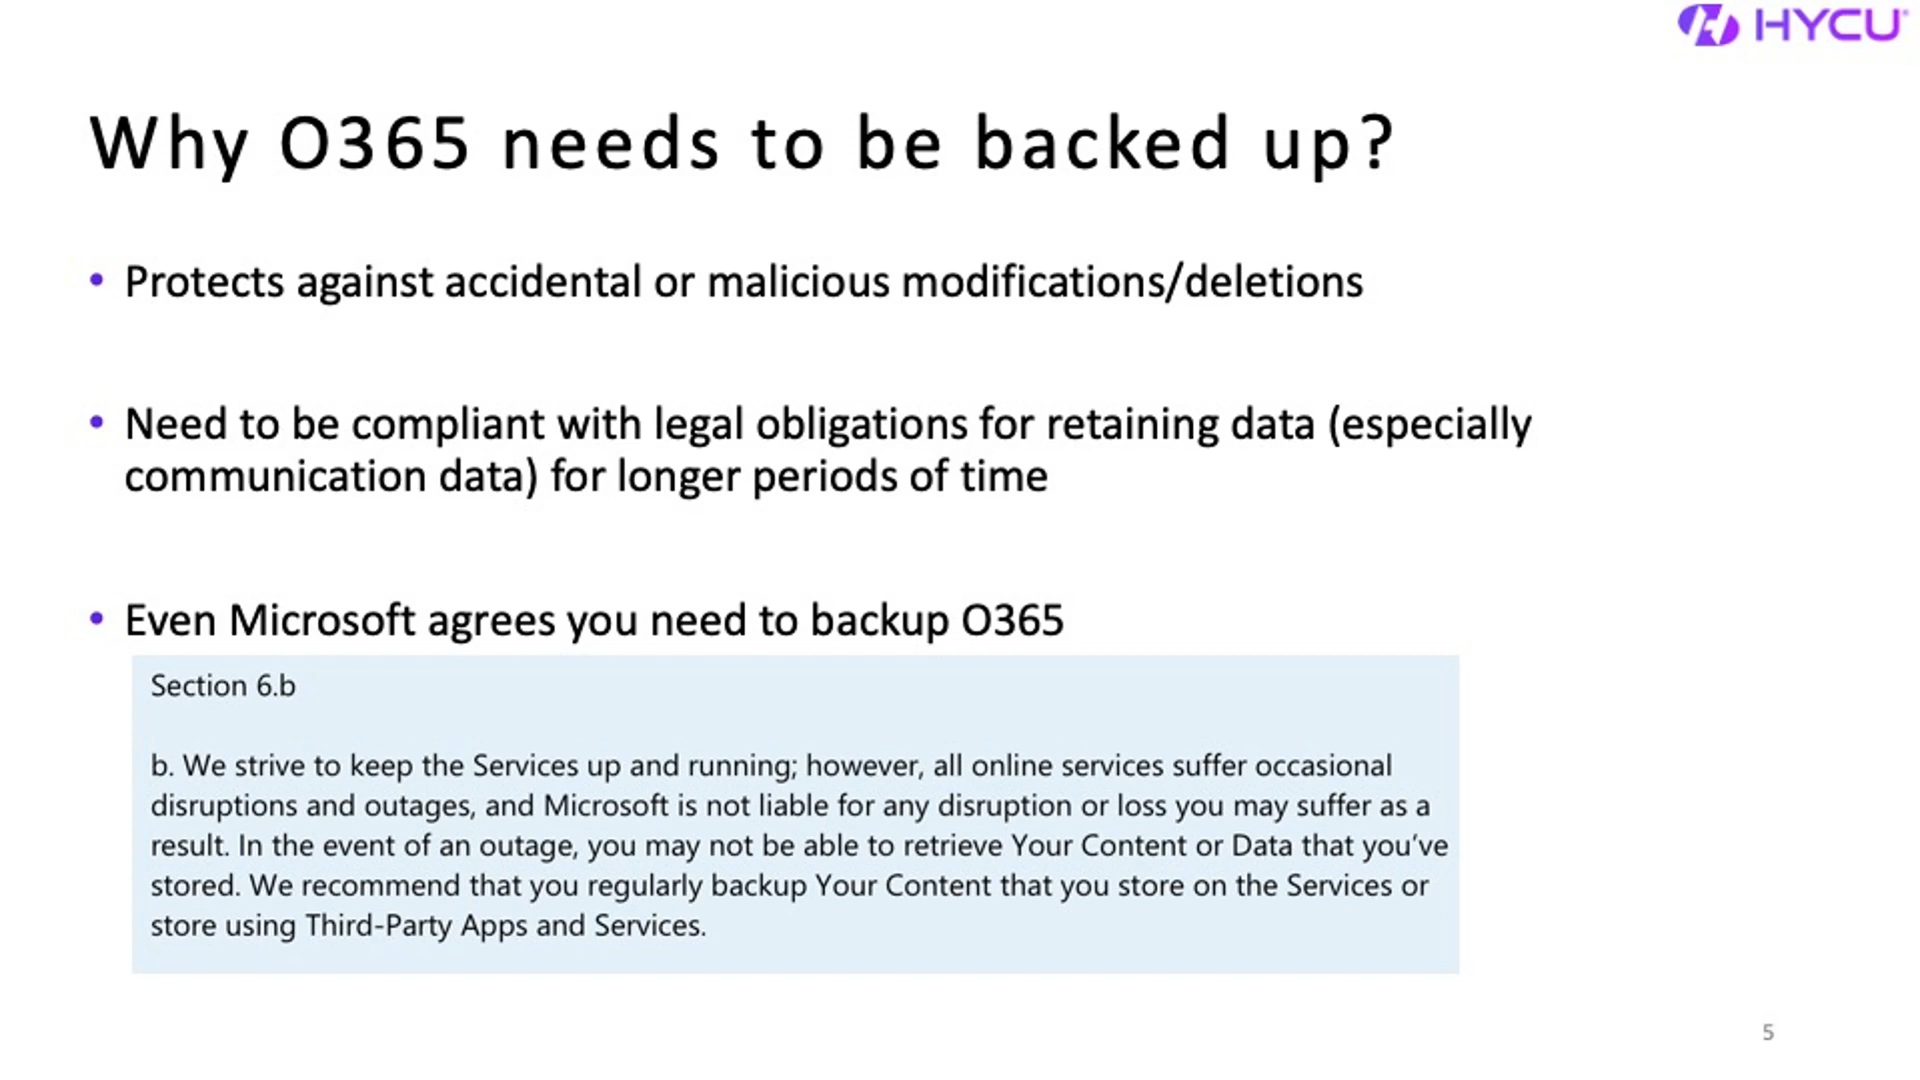 HYCU
Why O365 needs to be backed up?
• Protects against accidental or malicious modifications/deletions
• Need to be compliant with legal obligations for retaining data (especially
communication data) for longer periods of time
• Even Microsoft agrees you need to backup O365
Section 6.b
b. We strive to keep the Services up and running; however, all online services suffer occasional
disruptions and outages, and Microsoft is not liable for any disruption or loss you may suffer as a
result. In the event of an outage, you may not be able to retrieve Your Content or Data that you’ve
stored. We recommend that you regularly backup Your Content that you store on the Services or
store using Third-Party Apps and Services.
5